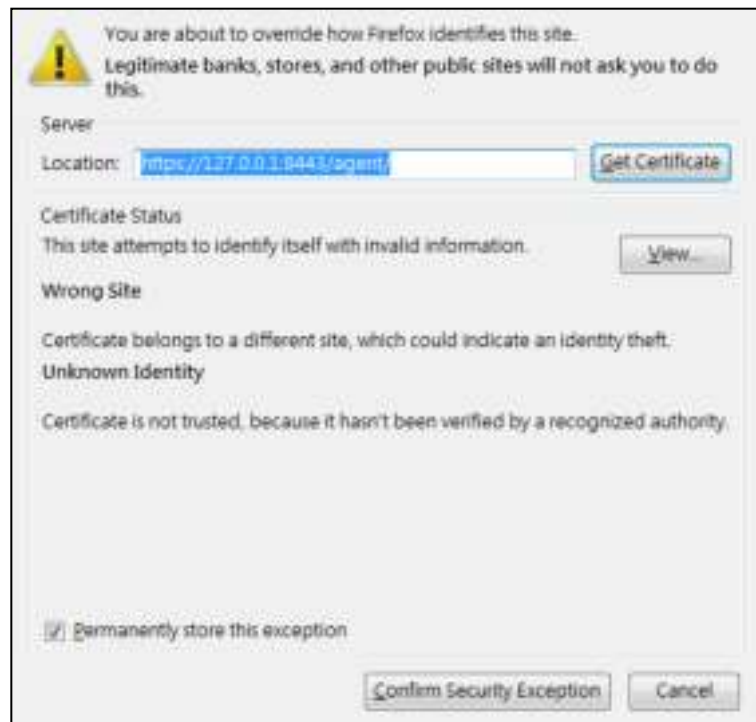 You are about to override how Firefox identifies this site.
Legitimate banks, stores, and other public sites will not ask you to do
this.
Server
Location: https://127.0.0.1:8443/agent/ Get Certificate
Certificate Status
This site attempts to identify itself with invalid information. View...
Wrong Site
Certificate belongs to a different site, which could indicate an identity theft.
Unknown Identity
Certificate is not trusted, because it hasn't been verified by a recognized authority.
Permanently store this exception
Confirm Security Exception Cancel